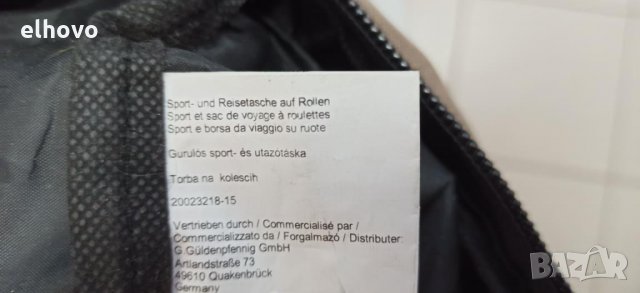 elhovo
Sport- und Reisetasche auf Rollen
Sport et sac de voyage à roulettes
Sport e borsa da viaggio su ruote
Gurulós sport- és utazótáska
Torba na kolescih
20023218-15
Vertrieben durch / Commercialisé par /
Commercializzato da / Forgalmazó / Distributer:
G.Güldenpfennig GmbH
Artlandstraße 73
49610 Quakenbrück
Germany
BAZAR
.bg